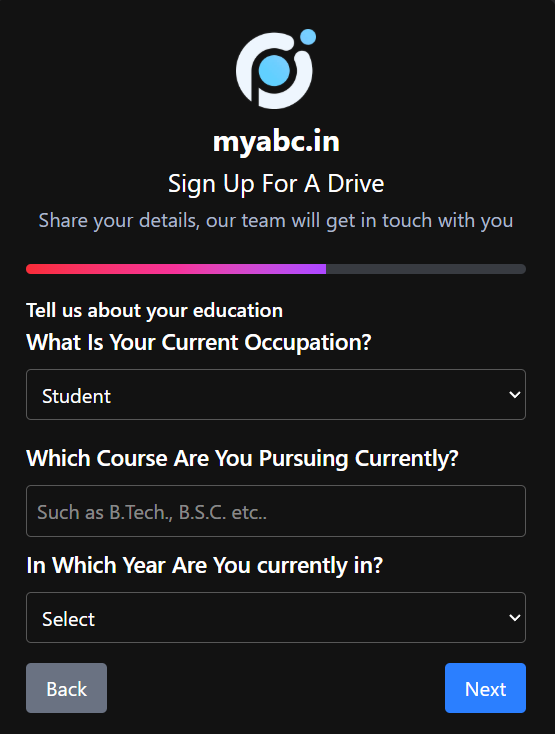 myabc.in
Sign Up For A Drive
Share your details, our team will get in touch with you
Tell us about your education
What Is Your Current Occupation?
Student
Which Course Are You Pursuing Currently?
Such as B.Tech., B.S.C. etc..
In Which Year Are You currently in?
Select
Back
Next